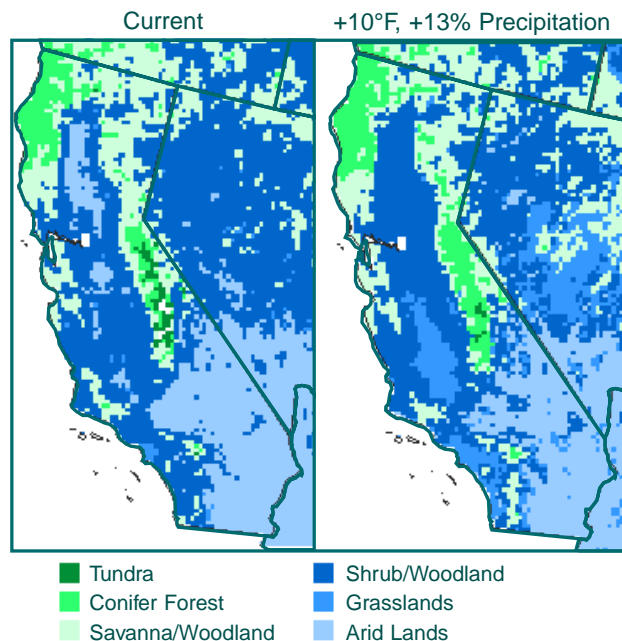 Current
+10°F, +13% Precipitation
Tundra
Conifer Forest
Savanna/Woodland
Shrub/Woodland
Grasslands
Arid Lands